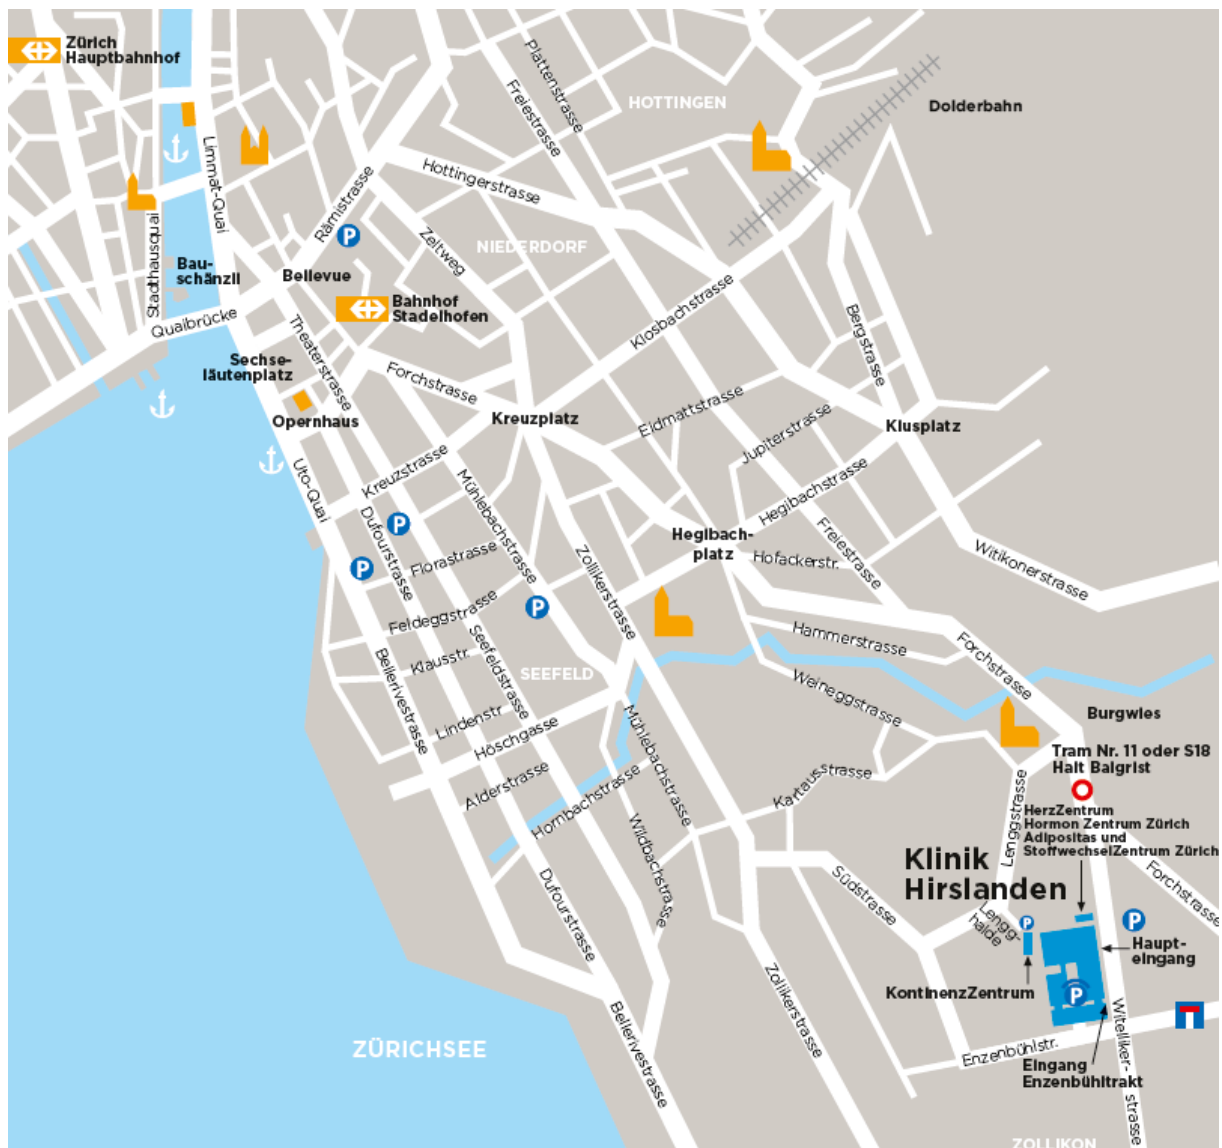 Zürich
Hauptbahnhof
Plattenstrasse
Freiestrasse
HOTTINGEN
Dolderbahn
Limmat-Quai
Hottingerstrasse
Rämistrasse
P
Zeltweg
NIEDERDORF
Stadthausquai
Bau-
schänzli
Bellevue
Bahnhof
Stadelhofen
Quaibrücke
Theaterstrasse
Klosbachstrasse
Bergstrasse
Sechse-
läutenplatz
Forchstrasse
Opernhaus
Kreuzplatz
Eidmattstrasse
Jupiterstrasse
Klusplatz
Uto-Quai
Kreuzstrasse
Mühlebachstrasse
Hegibachstrasse
Dufourstrasse
P
P
Florastrasse
Zollikerstrasse
Hegibach-
platz
Hofackerstr.
Freiestrasse
Witikonerstrasse
Feldeggstrasse
P
Klausstr.
Seefeldstrasse
SEEFELD
Hammerstrasse
Forchstrasse
Bellerivestrasse
Weineggstrasse
Lindenstr
Höschgasse
Mühlebachstrasse
Burgwies
Tram Nr. 11 oder S18
Halt Balgrist
Alderstrasse
Hornbachstrasse
Kartausstrasse
Lenggstrasse
HerzZentrum
Hormon Zentrum Zürich
Adipositas und
StoffwechselZentrum Zürich
Wildbachstrasse
Klinik
Hirslanden
Südstrasse
Forchstrasse
Dufourstrasse
Lengg-
halde
P
P
Haupt-
eingang
Zollikerstrasse
KontinenzZentrum
P
Bellerivestrasse
ZÜRICHSEE
Enzenbühlstr.
Witelliker-
strasse
Eingang
Enzenbühltrakt
ZOLLIKON